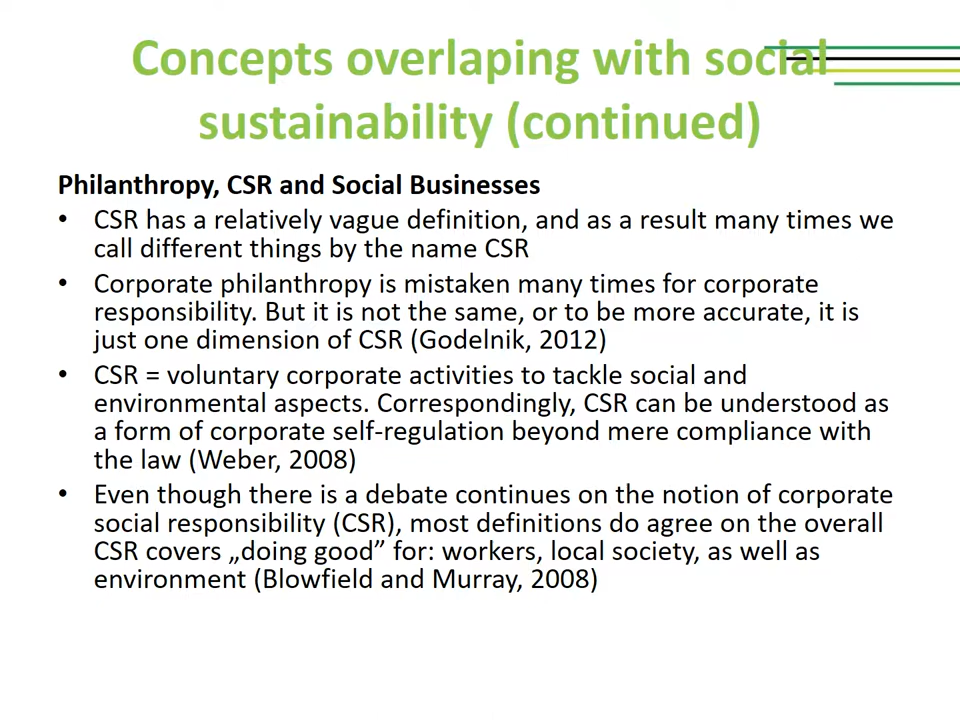 Concepts overlaping with social
sustainability (continued)
Philanthropy, CSR and Social Businesses
• CSR has a relatively vague definition, and as a result many times we
call different things by the name CSR
• Corporate philanthropy is mistaken many times for corporate
responsibility. But it is not the same, or to be more accurate, it is
just one dimension of CSR (Godelnik, 2012)
• CSR = voluntary corporate activities to tackle social and
environmental aspects. Correspondingly, CSR can be understood as
a form of corporate self-regulation beyond mere compliance with
the law (Weber, 2008)
• Even though there is a debate continues on the notion of corporate
social responsibility (CSR), most definitions do agree on the overall
CSR covers „doing good” for: workers, local society, as well as
environment (Blowfield and Murray, 2008)